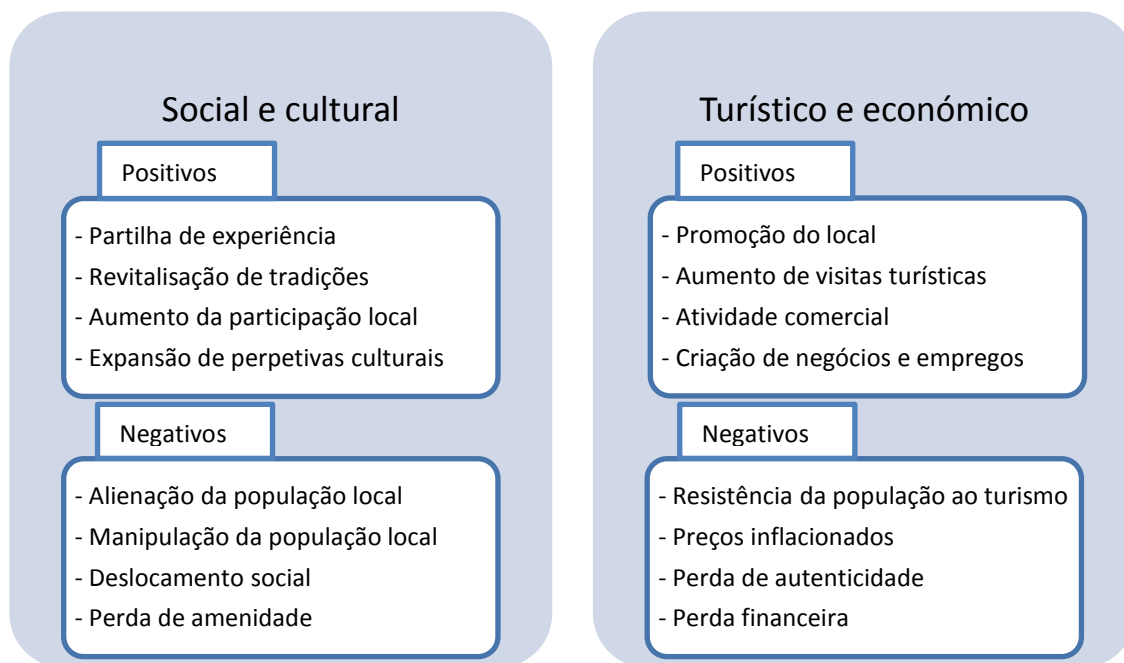 Social e cultural
Positivos
- Partilha de experiência
- Revitalisação de tradições
- Aumento da participação local
- Expansão de perpetivas culturais
Negativos
- Alienação da população local
- Manipulação da população local
- Deslocamento social
- Perda de amenidade
Turístico e económico
Positivos
- Promoção do local
- Aumento de visitas turísticas
- Atividade comercial
- Criação de negócios e empregos
Negativos
- Resistência da população ao turismo
- Preços inflacionados
- Perda de autenticidade
- Perda financeira